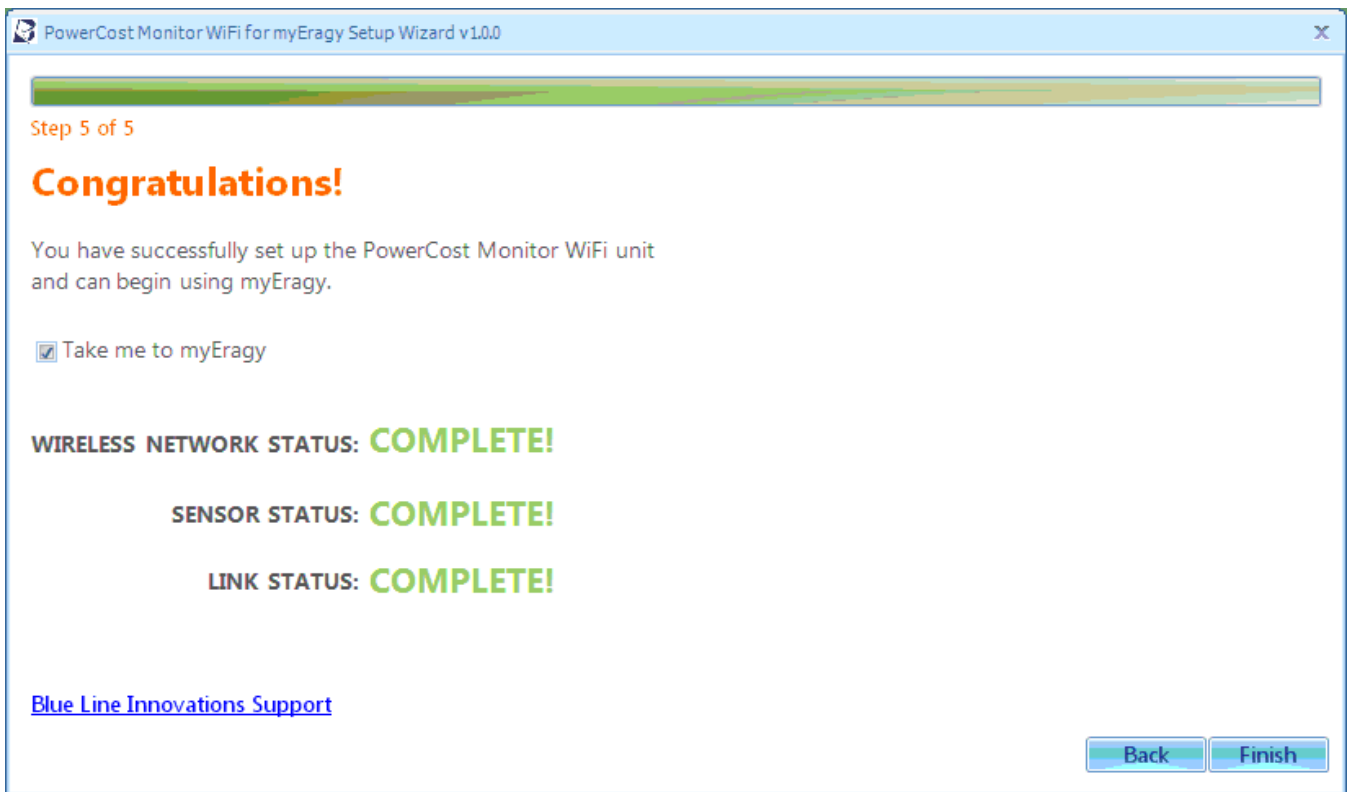 PowerCost Monitor WiFi for myEragy Setup Wizard v1.0.0
Step 5 of 5
Congratulations!
You have successfully set up the PowerCost Monitor WiFi unit
and can begin using myEragy.
Take me to myEragy
WIRELESS NETWORK STATUS: COMPLETE!
SENSOR STATUS: COMPLETE!
LINK STATUS: COMPLETE!
Blue Line Innovations Support
Back Finish